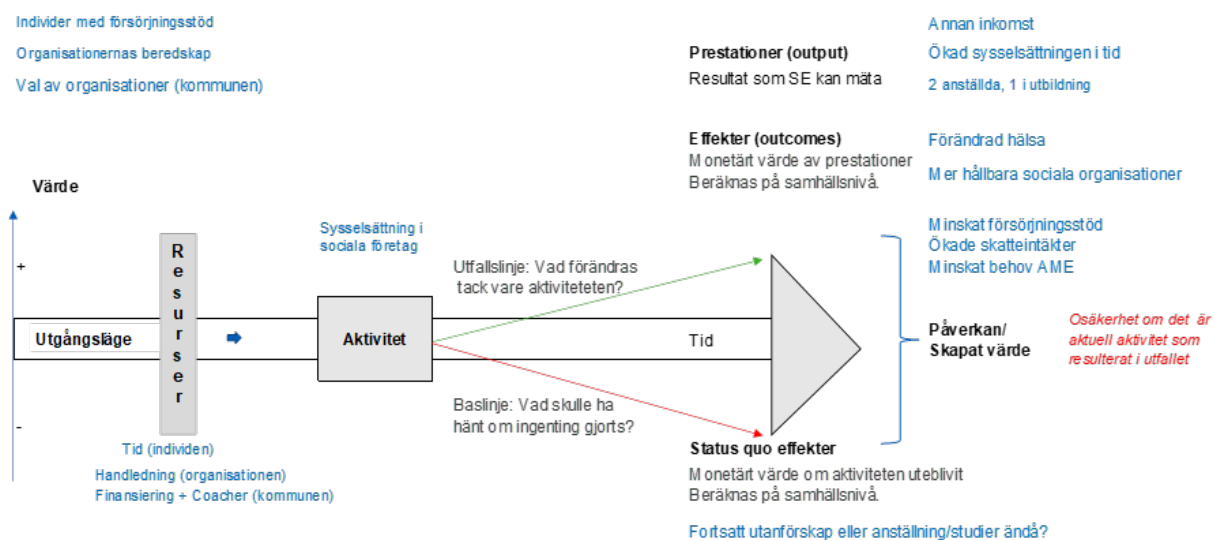 Individer med försörjningsstöd
Organisationernas beredskap
Val av organisationer (kommunen)
Värde
+
-
Utgångsläge
Resurser
Tid (individen)
Handledning (organisationen)
Finansiering + Coacher (kommunen)
Sysselsättning i
sociala företag
Aktivitet
Utfallslinje: Vad förändras
tack vare aktiviteteten?
Tid
Baslinje: Vad skulle ha
hänt om ingenting gjorts?
Prestationer (output)
Resultat som SE kan mäta
Annan inkomst
Ökad sysselsättningen i tid
2 anställda, 1 i utbildning
Effekter (outcomes)
Monetärt värde av prestationer
Beräknas på samhällsnivå.
Förändrad hälsa
Mer hållbara sociala organisationer
Minskat försörjningsstöd
Ökade skatteintäkter
Minskat behov AME
Påverkan/
Skapat värde
Osäkerhet om det är
aktuell aktivitet som
resulterat i utfallet
Status quo effekter
Monetärt värde om aktiviteten uteblivit
Beräknas på samhällsnivå.
Fortsatt utanförskap eller anställning/studier ändå?